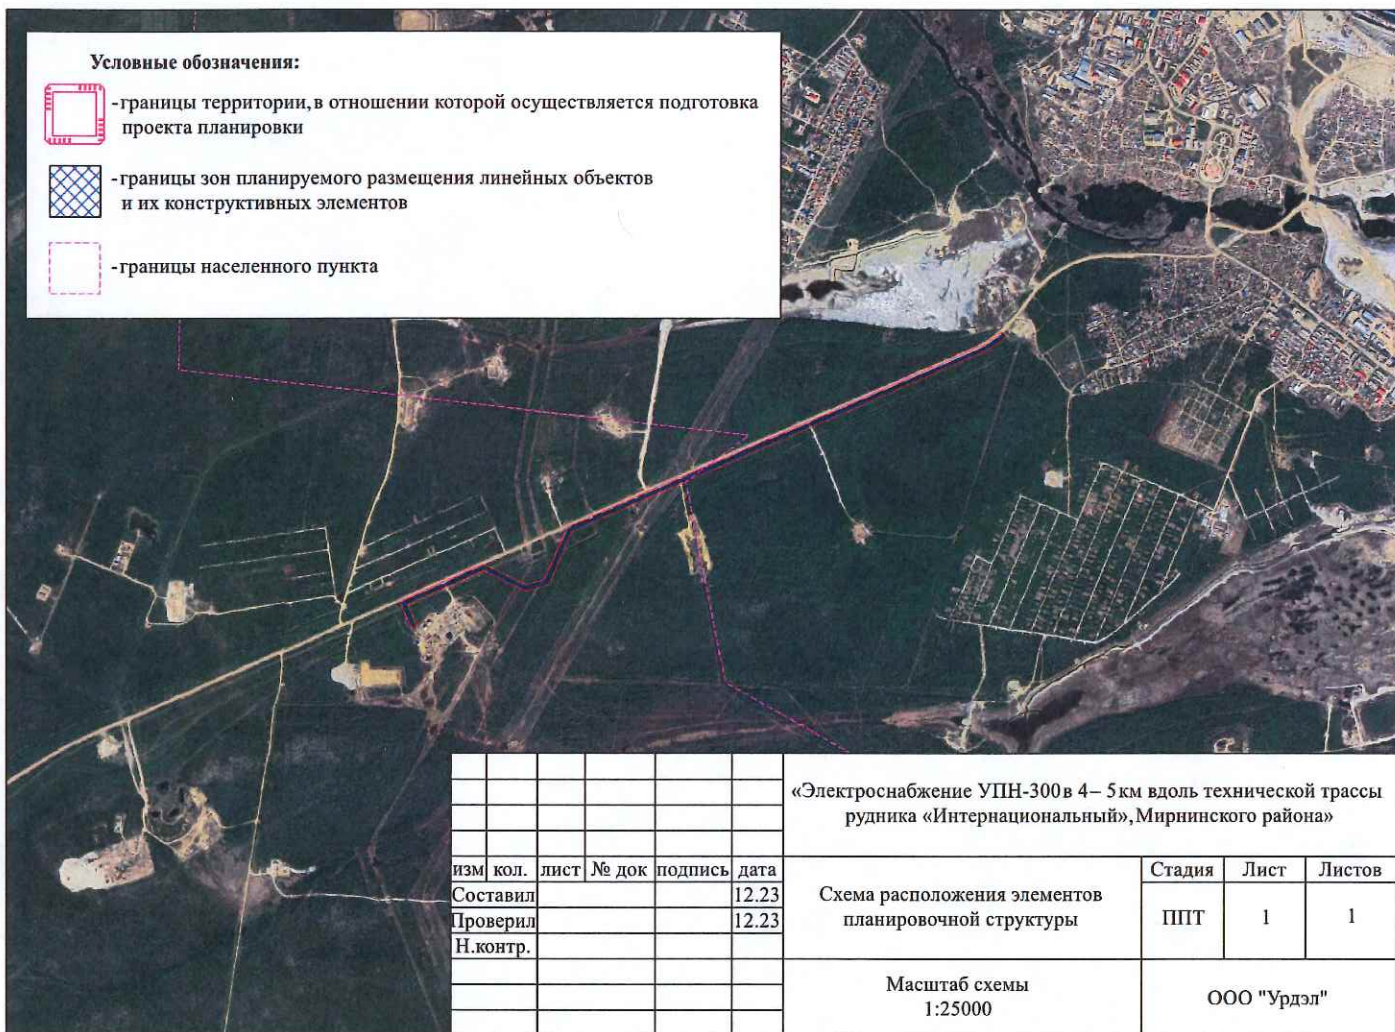 Условные обозначения:
-границы территории, в отношении которой осуществляется подготовка
проекта планировки
-границы зон планируемого размещения линейных объектов
и их конструктивных элементов
-границы населенного пункта
«Электроснабжение УПН-300 в 4– 5 км вдоль технической трассы
рудника «Интернациональный», Мирнинского района»
изм кол. лист № док подпись дата
Составил 12.23
Проверил 12.23
Н.контр.
Схема расположения элементов
планировочной структуры
Стадия Лист Листов
ППТ 1 1
Масштаб схемы
1:25000
ООО "Урдэл"